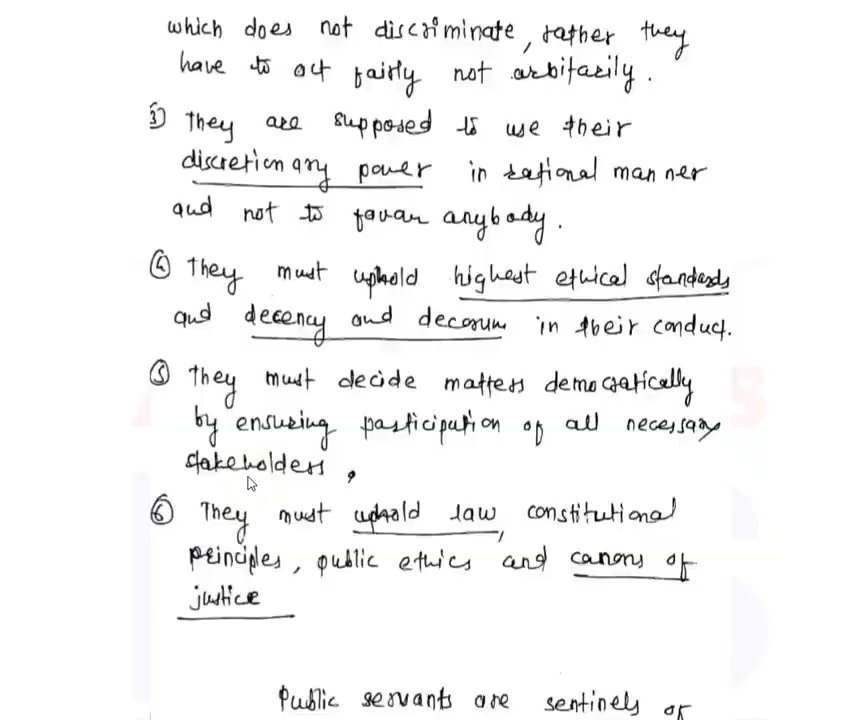 which does not discriminate, rather they
have to act fairly not arbitrarily.
③ They are supposed to use their
discretionary power in rational manner
and not to favour anybody.
④ They must uphold highest ethical standards
and decency and decorum in their conduct.
⑤ They must decide matters democratically
by ensuring participation of all necessary
stakeholders.
⑥ They must uphold law, constitutional
principles, public ethics and canons of
justice
Public servants are sentinels of